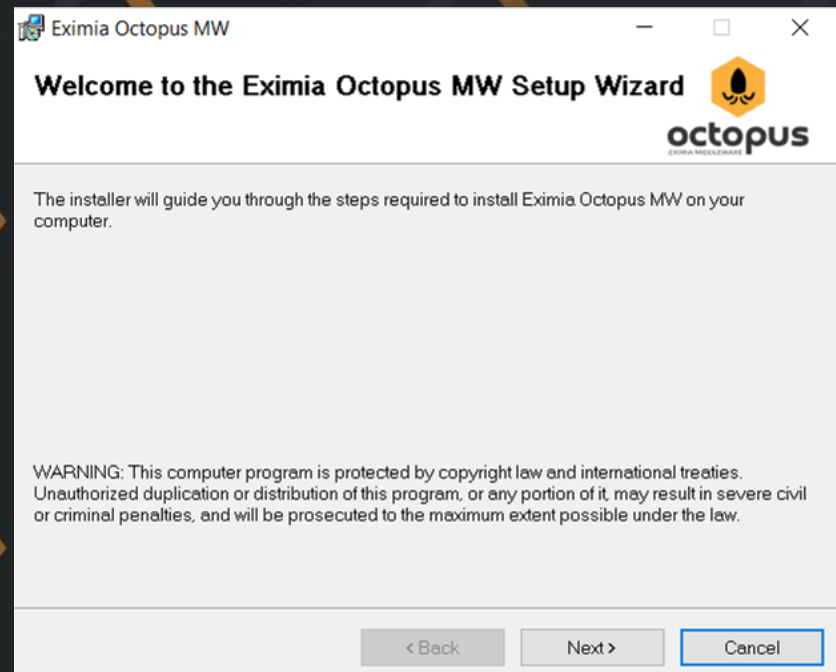 Eximia Octopus MW
Welcome to the Eximia Octopus MW Setup Wizard
octopus
EXIMIA MIDDLEWARE
The installer will guide you through the steps required to install Eximia Octopus MW on your
computer.
WARNING: This computer program is protected by copyright law and international treaties.
Unauthorized duplication or distribution of this program, or any portion of it, may result in severe civil
or criminal penalties, and will be prosecuted to the maximum extent possible under the law.
< Back
Next >
Cancel